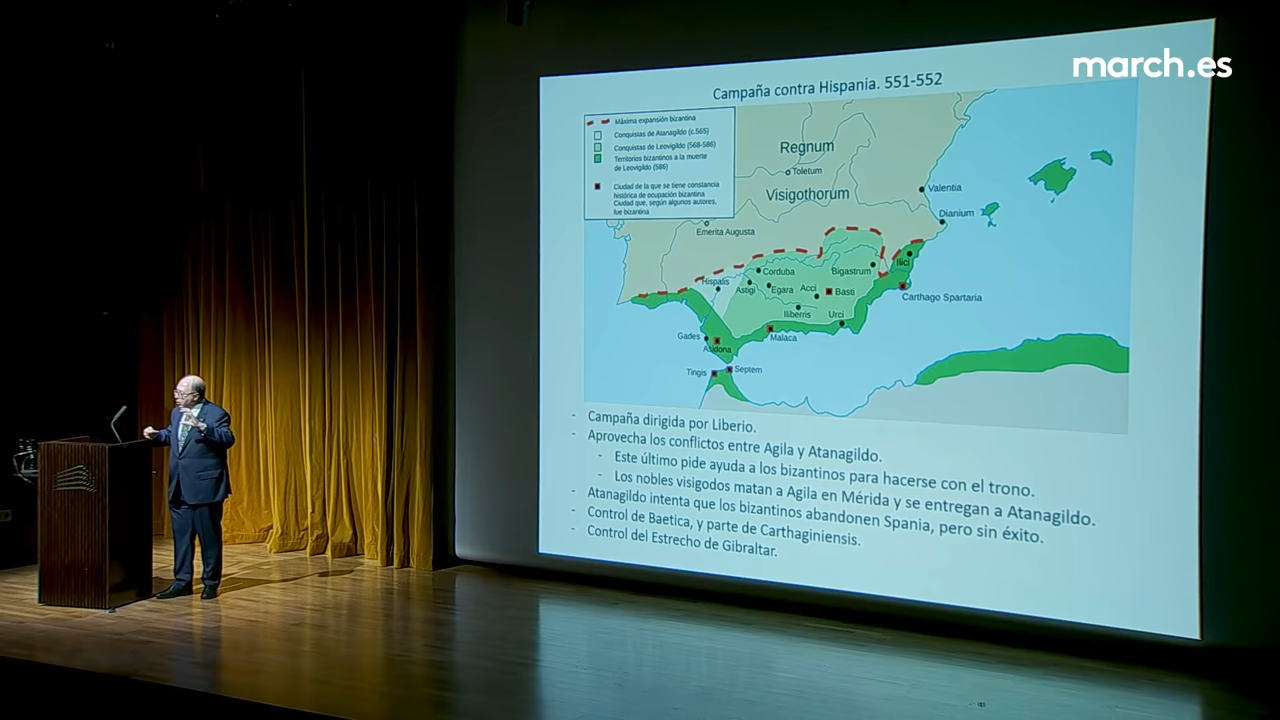 march.es
Campaña contra Hispania. 551-552
Máxima expansión bizantina
Conquistas de Atanagildo (c.565)
Conquistas de Leovigildo (568-586)
Territorios bizantinos a la muerte
de Leovigildo (586)
Ciudad de la que se tiene constancia
histórica de ocupación bizantina
Ciudad que, según algunos autores,
fue bizantina
Regnum
Toletum
Visigothorum
Valentia
Dianium
Emerita Augusta
Ilici
Corduba
Bigastrum
Hispalis
Astigi
Egara
Acci
Basti
Carthago Spartaria
Iliberris
Urci
Gades
Malaca
Asidona
Tingis
Septem
- Campaña dirigida por Liberio.
- Aprovecha los conflictos entre Agila y Atanagildo.
- Este último pide ayuda a los bizantinos para hacerse con el trono.
- Los nobles visigodos matan a Agila en Mérida y se entregan a Atanagildo.
- Atanagildo intenta que los bizantinos abandonen Spania, pero sin éxito.
- Control de Baetica, y parte de Carthaginiensis.
- Control del Estrecho de Gibraltar.